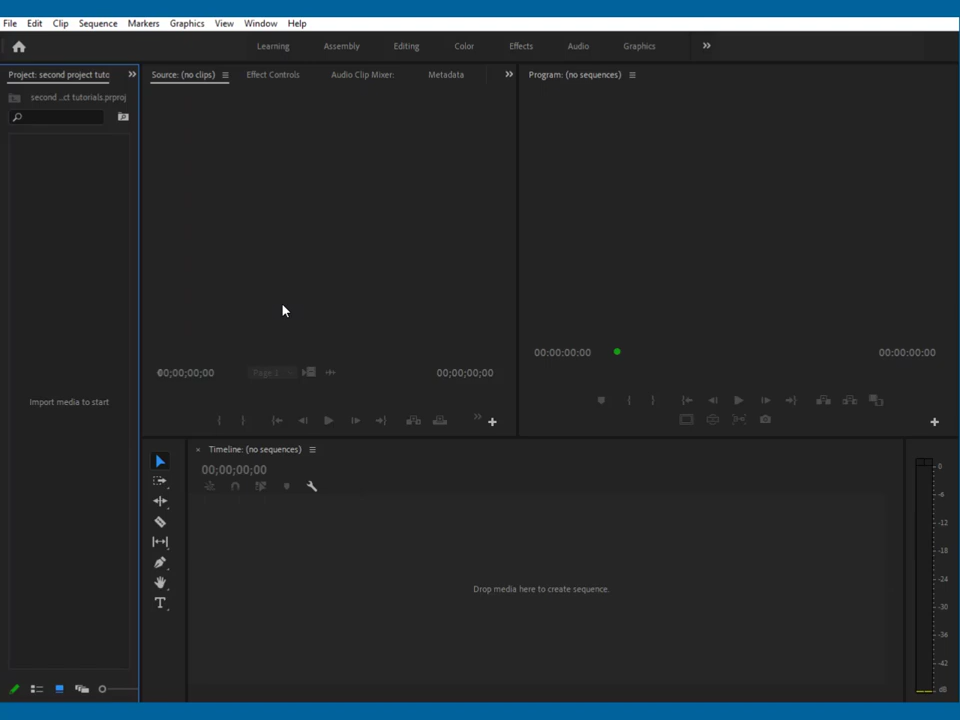 File Edit Clip Sequence Markers Graphics View Window Help
Learning Assembly Editing Color Effects Audio Graphics
Project: second project tuto
Source: (no clips) Effect Controls Audio Clip Mixer: Metadata
Program: (no sequences)
second ...ct tutorials.prproj
Import media to start
00;00;00;00 Page 1 00;00;00;00
00:00:00:00 00:00:00:00
Timeline: (no sequences)
00;00;00;00
Drop media here to create sequence.
0
-6
-12
-18
-24
-30
-36
-42
dB